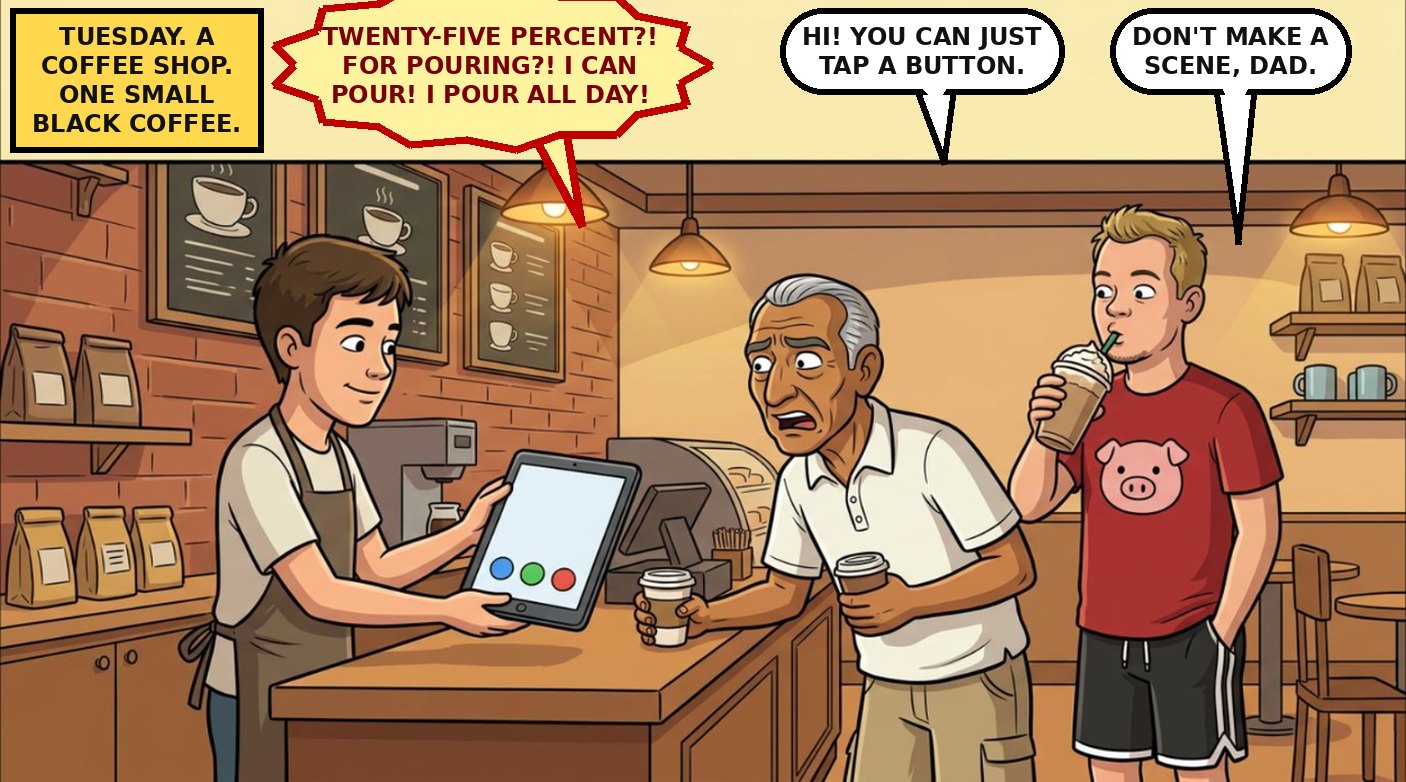 TUESDAY. A
COFFEE SHOP.
ONE SMALL
BLACK COFFEE.
TWENTY-FIVE PERCENT?!
FOR POURING?! I CAN
POUR! I POUR ALL DAY!
HI! YOU CAN JUST
TAP A BUTTON.
DON'T MAKE A
SCENE, DAD.